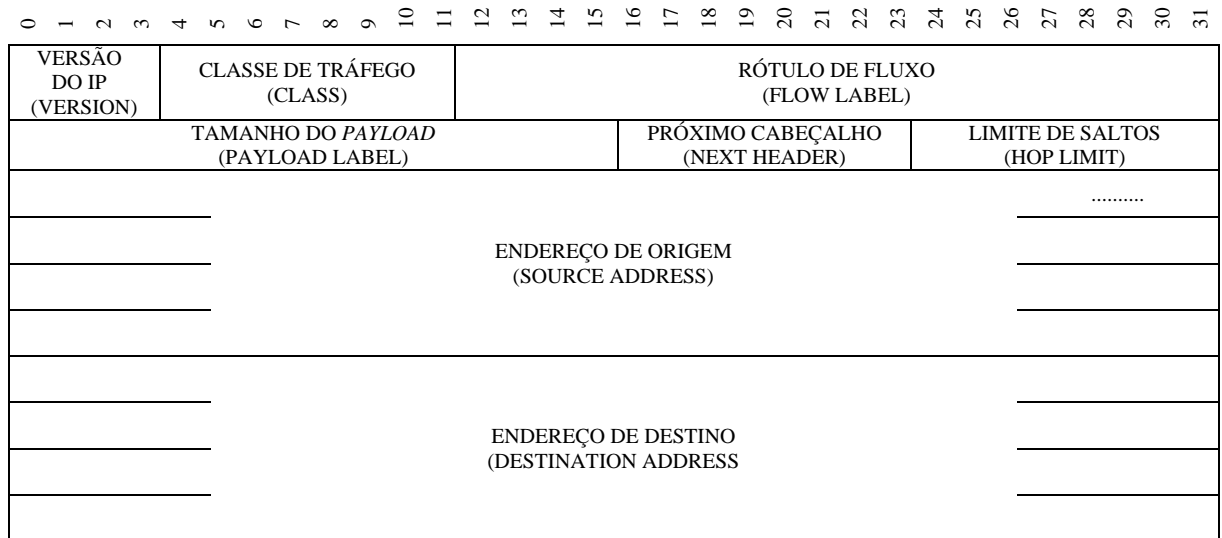 0 1 2 3 4 5 6 7 8 9 10 11 12 13 14 15 16 17 18 19 20 21 22 23 24 25 26 27 28 29 30 31
VERSÃO
DO IP
(VERSION)
CLASSE DE TRÁFEGO
(CLASS)
RÓTULO DE FLUXO
(FLOW LABEL)
TAMANHO DO PAYLOAD
(PAYLOAD LABEL)
PRÓXIMO CABEÇALHO
(NEXT HEADER)
LIMITE DE SALTOS
(HOP LIMIT)
..........
ENDEREÇO DE ORIGEM
(SOURCE ADDRESS)
ENDEREÇO DE DESTINO
(DESTINATION ADDRESS